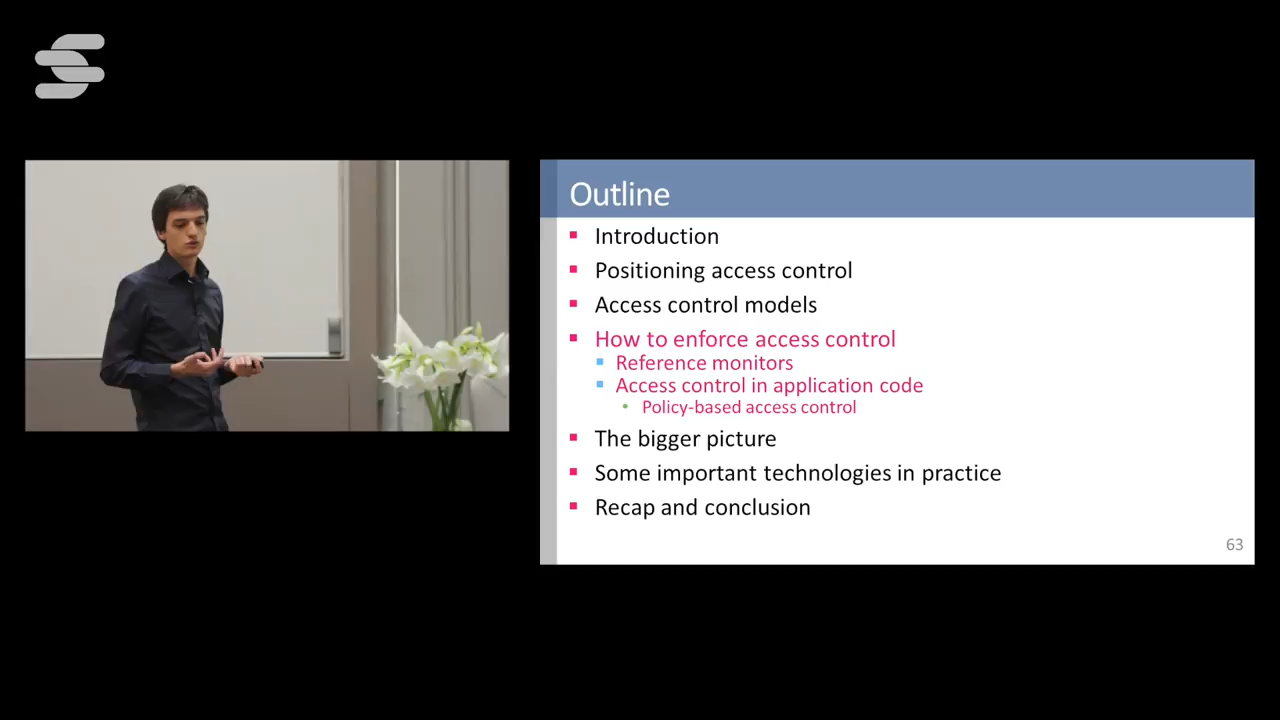 Outline
Introduction
Positioning access control
Access control models
How to enforce access control
Reference monitors
Access control in application code
Policy-based access control
The bigger picture
Some important technologies in practice
Recap and conclusion
63